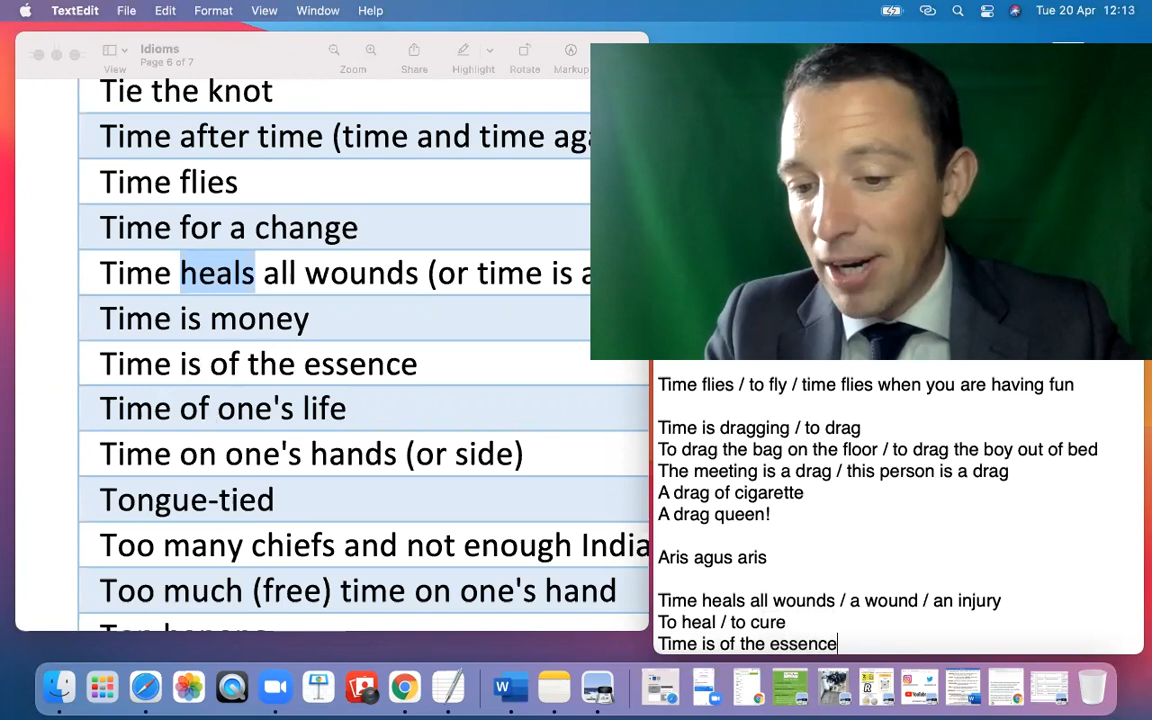 TextEdit File Edit Format View Window Help Tue 20 Apr 12:13
Idioms
Page 6 of 7
View Zoom Share Highlight Rotate Markup
Tie the knot
Time after time (time and time aga
Time flies
Time for a change
Time heals all wounds (or time is a
Time is money
Time is of the essence
Time of one's life
Time on one's hands (or side)
Tongue-tied
Too many chiefs and not enough India
Too much (free) time on one's hand
Time flies / to fly / time flies when you are having fun
Time is dragging / to drag
To drag the bag on the floor / to drag the boy out of bed
The meeting is a drag / this person is a drag
A drag of cigarette
A drag queen!
Aris agus aris
Time heals all wounds / a wound / an injury
To heal / to cure
Time is of the essence